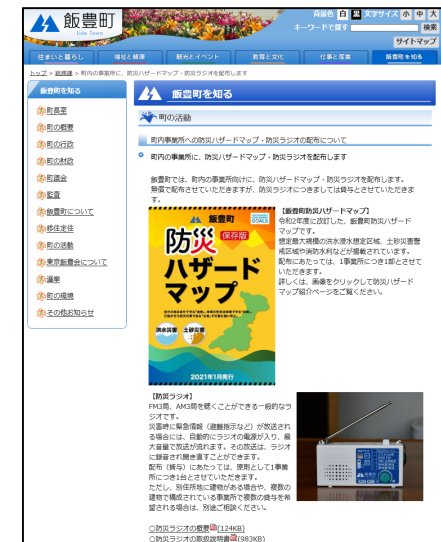 飯豊町
Iide Town
背景色 白 黒 文字サイズ 小 中 大
キーワードで探す 検索
サイトマップ
住まいと暮らし 福祉と健康 観光とイベント 教育と文化 仕事と産業 飯豊町を知る
トップ > 総務課 > 町内の事業所に、防災ハザードマップ・防災ラジオを配布します
飯豊町を知る
町長室
町の概要
町の行政
町の財政
町議会
監査
飯豊町について
移住定住
町の活動
東京飯豊会について
選挙
町の環境
その他お知らせ
飯豊町を知る
町の活動
町内事業所への防災ハザードマップ・防災ラジオの配布について
町内の事業所に、防災ハザードマップ・防災ラジオを配布します
飯豊町では、町内の事業所向けに、防災ハザードマップ・防災ラジオを配布します。
無償で配布させていただきますが、防災ラジオにつきましては貸与とさせていただきま
す。
飯豊町
防災
保存版
ハザード
マップ
洪水災害 土砂災害
2021年1月発行
【飯豊町防災ハザードマップ】
令和2年度に改訂した、飯豊町防災ハザード
マップです。
想定最大規模の洪水浸水想定区域、土砂災害警
戒区域や消防水利などが掲載されています。
配布にあたっては、1事業所につき1部とさせて
いただきます。
詳しくは、画像をクリックして防災ハザード
マップ紹介ページをご覧ください。
【防災ラジオ】
FM3局、AM3局を聴くことができる一般的なラ
ジオです。
災害時に緊急情報（避難指示など）が放送され
る場合には、自動的にラジオの電源が入り、最
大音量で放送が流れます。その放送は、ラジオ
に録音され聞き直すことができます。
配布（貸与）にあたっては、原則として1事業
所につき1台とさせていただきます。
ただし、別住所地に建物がある場合や、複数の
建物で構成されている事業所で複数の貸与を希
望される場合は、別途ご相談ください。
○防災ラジオの概要(124KB)
○防災ラジオの取扱説明書(983KB)